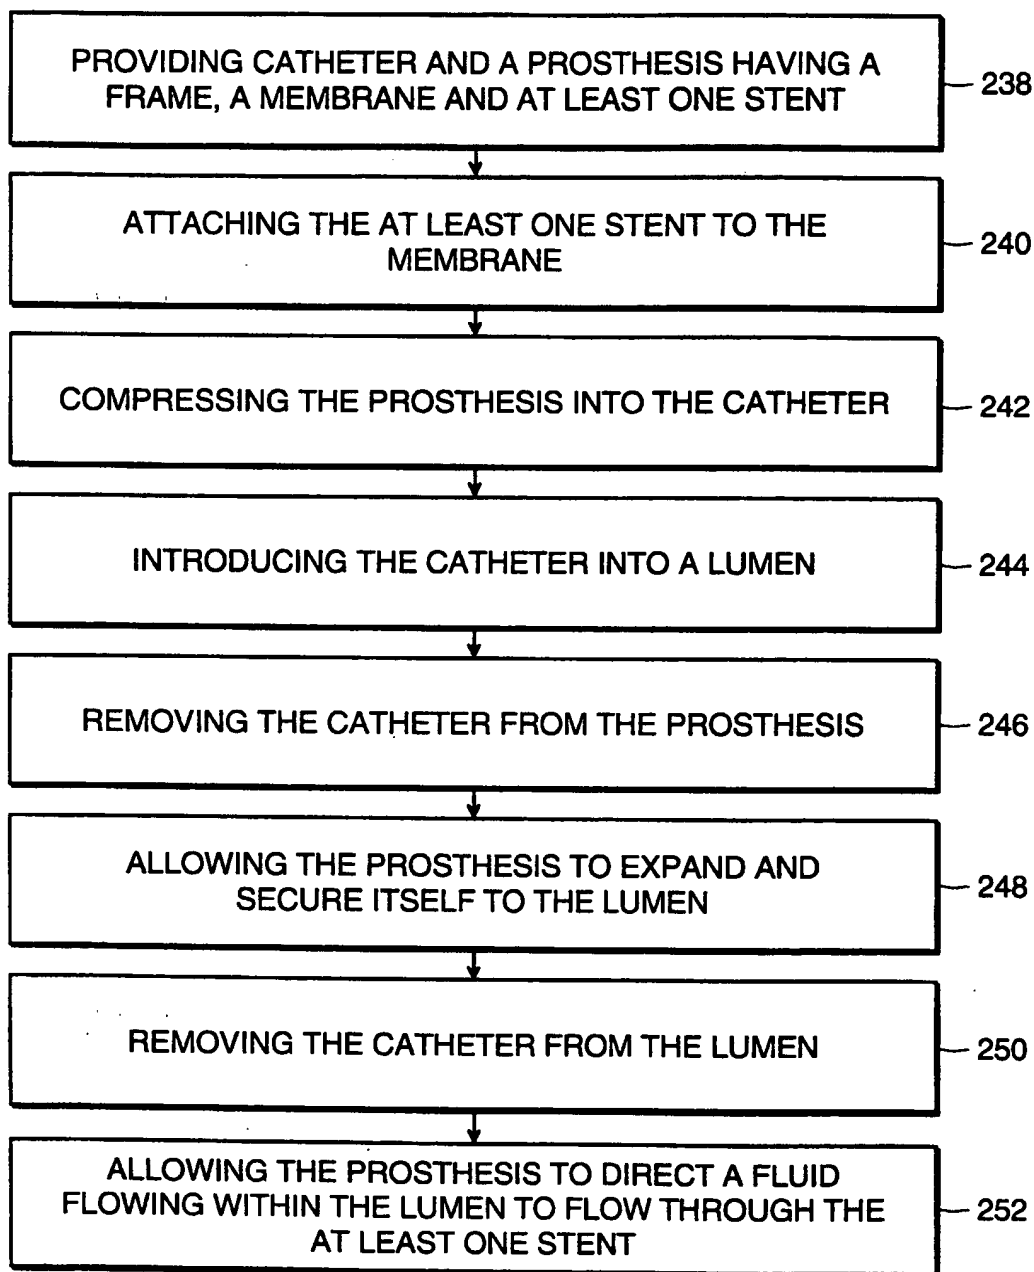 PROVIDING CATHETER AND A PROSTHESIS HAVING A
FRAME, A MEMBRANE AND AT LEAST ONE STENT
238
ATTACHING THE AT LEAST ONE STENT TO THE
MEMBRANE
240
COMPRESSING THE PROSTHESIS INTO THE CATHETER
242
INTRODUCING THE CATHETER INTO A LUMEN
244
REMOVING THE CATHETER FROM THE PROSTHESIS
246
ALLOWING THE PROSTHESIS TO EXPAND AND
SECURE ITSELF TO THE LUMEN
248
REMOVING THE CATHETER FROM THE LUMEN
250
ALLOWING THE PROSTHESIS TO DIRECT A FLUID
FLOWING WITHIN THE LUMEN TO FLOW THROUGH THE
AT LEAST ONE STENT
252